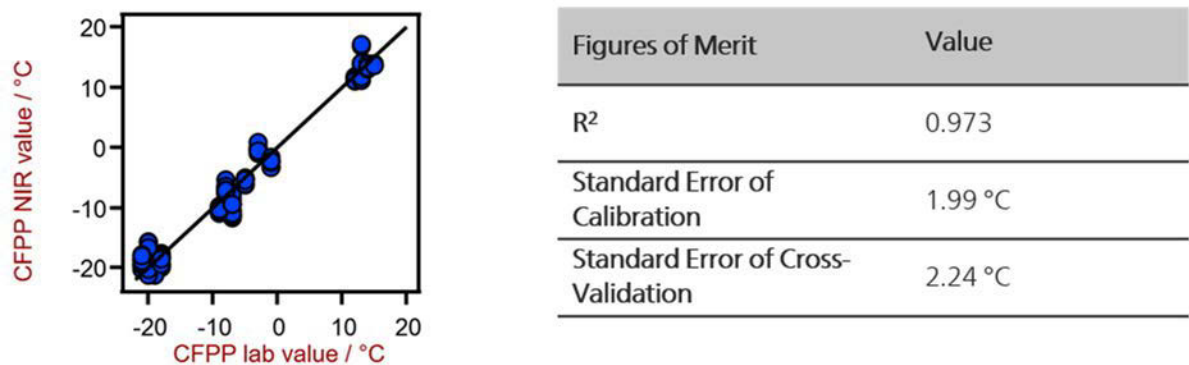 CFPP NIR value / °C
20
10
0
-10
-20
-20 -10 0 10 20
CFPP lab value / °C
Figures of Merit Value
R² 0.973
Standard Error of
Calibration 1.99 °C
Standard Error of Cross-
Validation 2.24 °C